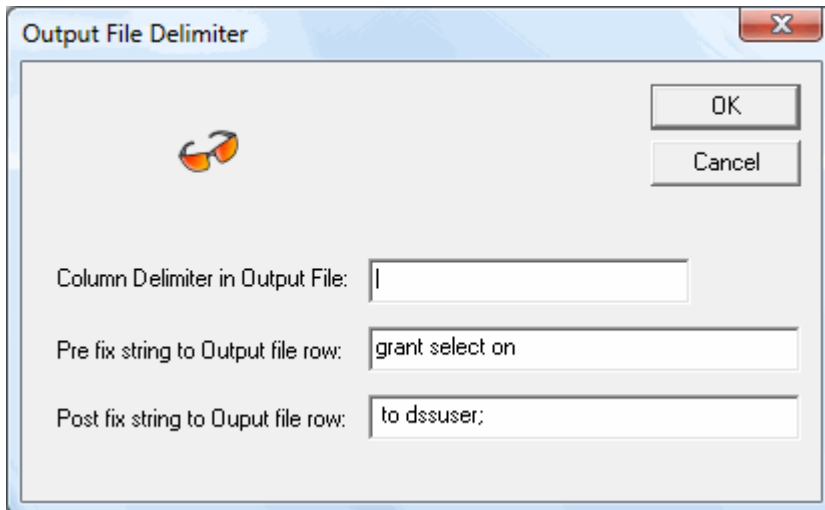 Output File Delimiter
OK
Cancel
Column Delimiter in Output File:
Pre fix string to Output file row: grant select on
Post fix string to Ouput file row: to dssuser;